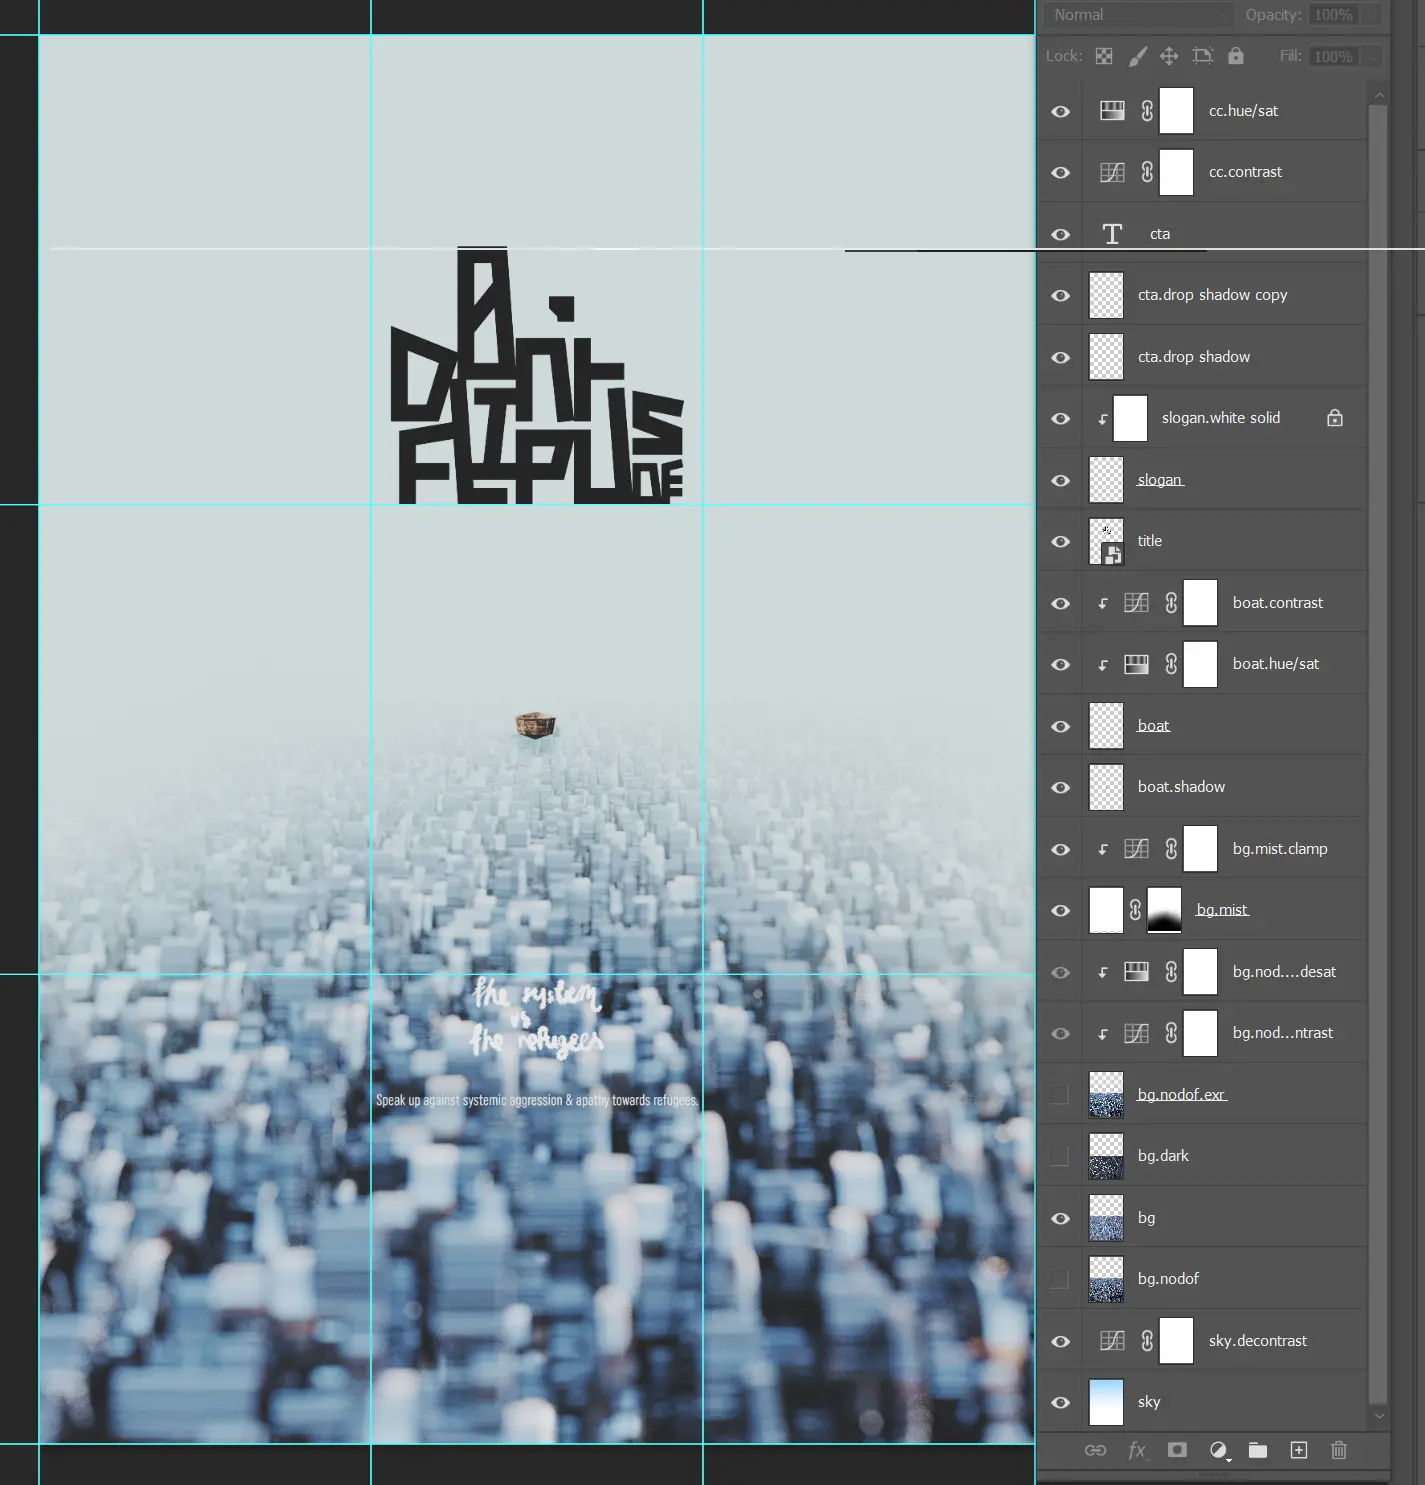 Normal
Opacity: 100%
Lock:
Fill: 100%
cc.hue/sat
cc.contrast
T cta
cta.drop shadow copy
cta.drop shadow
slogan.white solid
slogan
title
boat.contrast
boat.hue/sat
boat
boat.shadow
bg.mist.clamp
bg.mist
bg.nod....desat
bg.nod...ntrast
bg.nodof.exr
bg.dark
bg
bg.nodof
sky.decontrast
sky
fx
the system
vs
the refugees
Speak up against systemic aggression & apathy towards refugees.